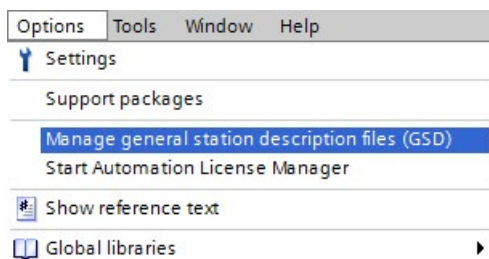 Options Tools Window Help
Settings
Support packages
Manage general station description files (GSD)
Start Automation License Manager
Show reference text
Global libraries